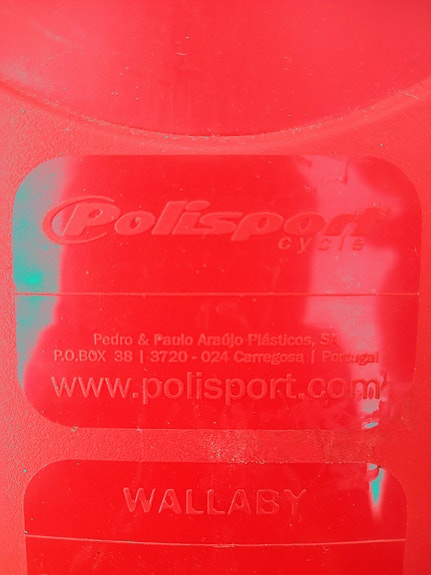 Polisport
cycle
Pedro & Paulo Araújo Plásticos, SA
P.O.BOX 38 | 3720 - 024 Carregosa | Portugal
www.polisport.com
WALLABY